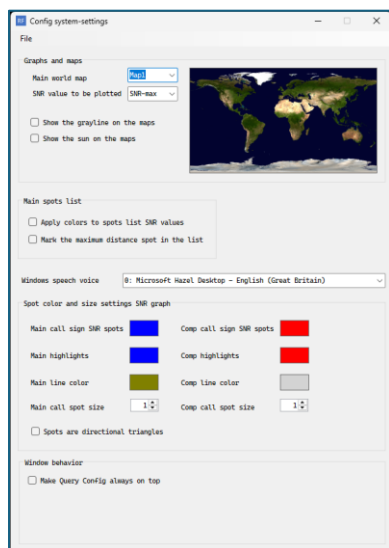 RF Config system-settings
File
Graphs and maps
Main world map Map1
SNR value to be plotted SNR-max
Show the grayline on the maps
Show the sun on the maps
Main spots list
Apply colors to spots list SNR values
Mark the maximum distance spot in the list
Windows speech voice 0: Microsoft Hazel Desktop - English (Great Britain)
Spot color and size settings SNR graph
Main call sign SNR spots Comp call sign SNR spots
Main highlights Comp highlights
Main line color Comp line color
Main call spot size 1 Comp call spot size 1
Spots are directional triangles
Window behavior
Make Query Config always on top